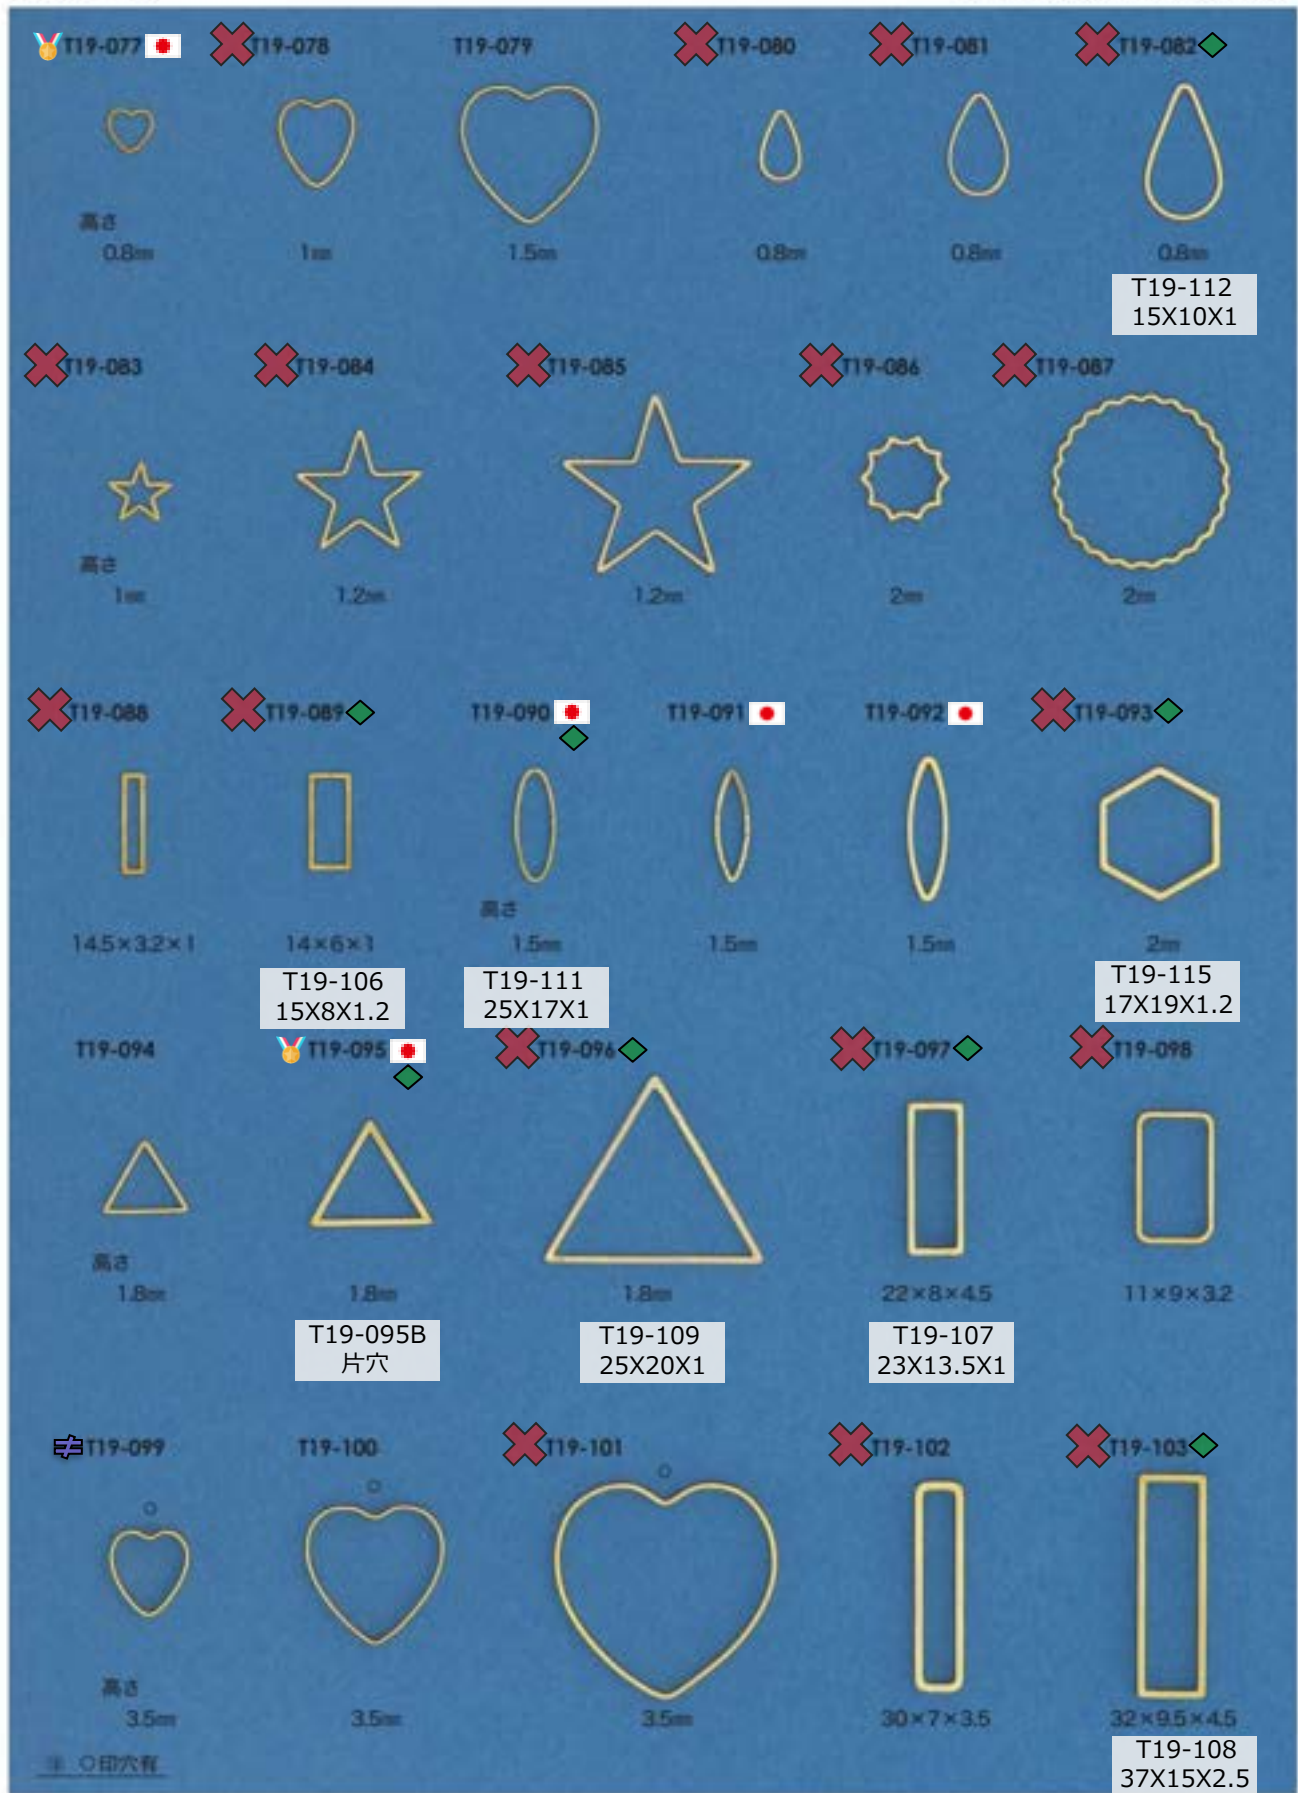 T19-077
T19-078
T19-079
T19-080
T19-081
T19-082
高さ
0.8㎜
1㎜
1.5㎜
0.8㎜
0.8㎜
0.8㎜
T19-112
15X10X1
T19-083
T19-084
T19-085
T19-086
T19-087
高さ
1㎜
1.2㎜
1.2㎜
2㎜
2㎜
T19-088
T19-089
T19-090
T19-091
T19-092
T19-093
高さ
14.5×3.2×1
14×6×1
1.5㎜
1.5㎜
1.5㎜
2㎜
T19-106
15X8X1.2
T19-111
25X17X1
T19-115
17X19X1.2
T19-094
T19-095
T19-096
T19-097
T19-098
高さ
1.8㎜
1.8㎜
1.8㎜
22×8×4.5
11×9×3.2
T19-095B
片穴
T19-109
25X20X1
T19-107
23X13.5X1
≠T19-099
T19-100
T19-101
T19-102
T19-103
高さ
3.5㎜
3.5㎜
3.5㎜
30×7×3.5
32×9.5×4.5
T19-108
37X15X2.5
○印穴有